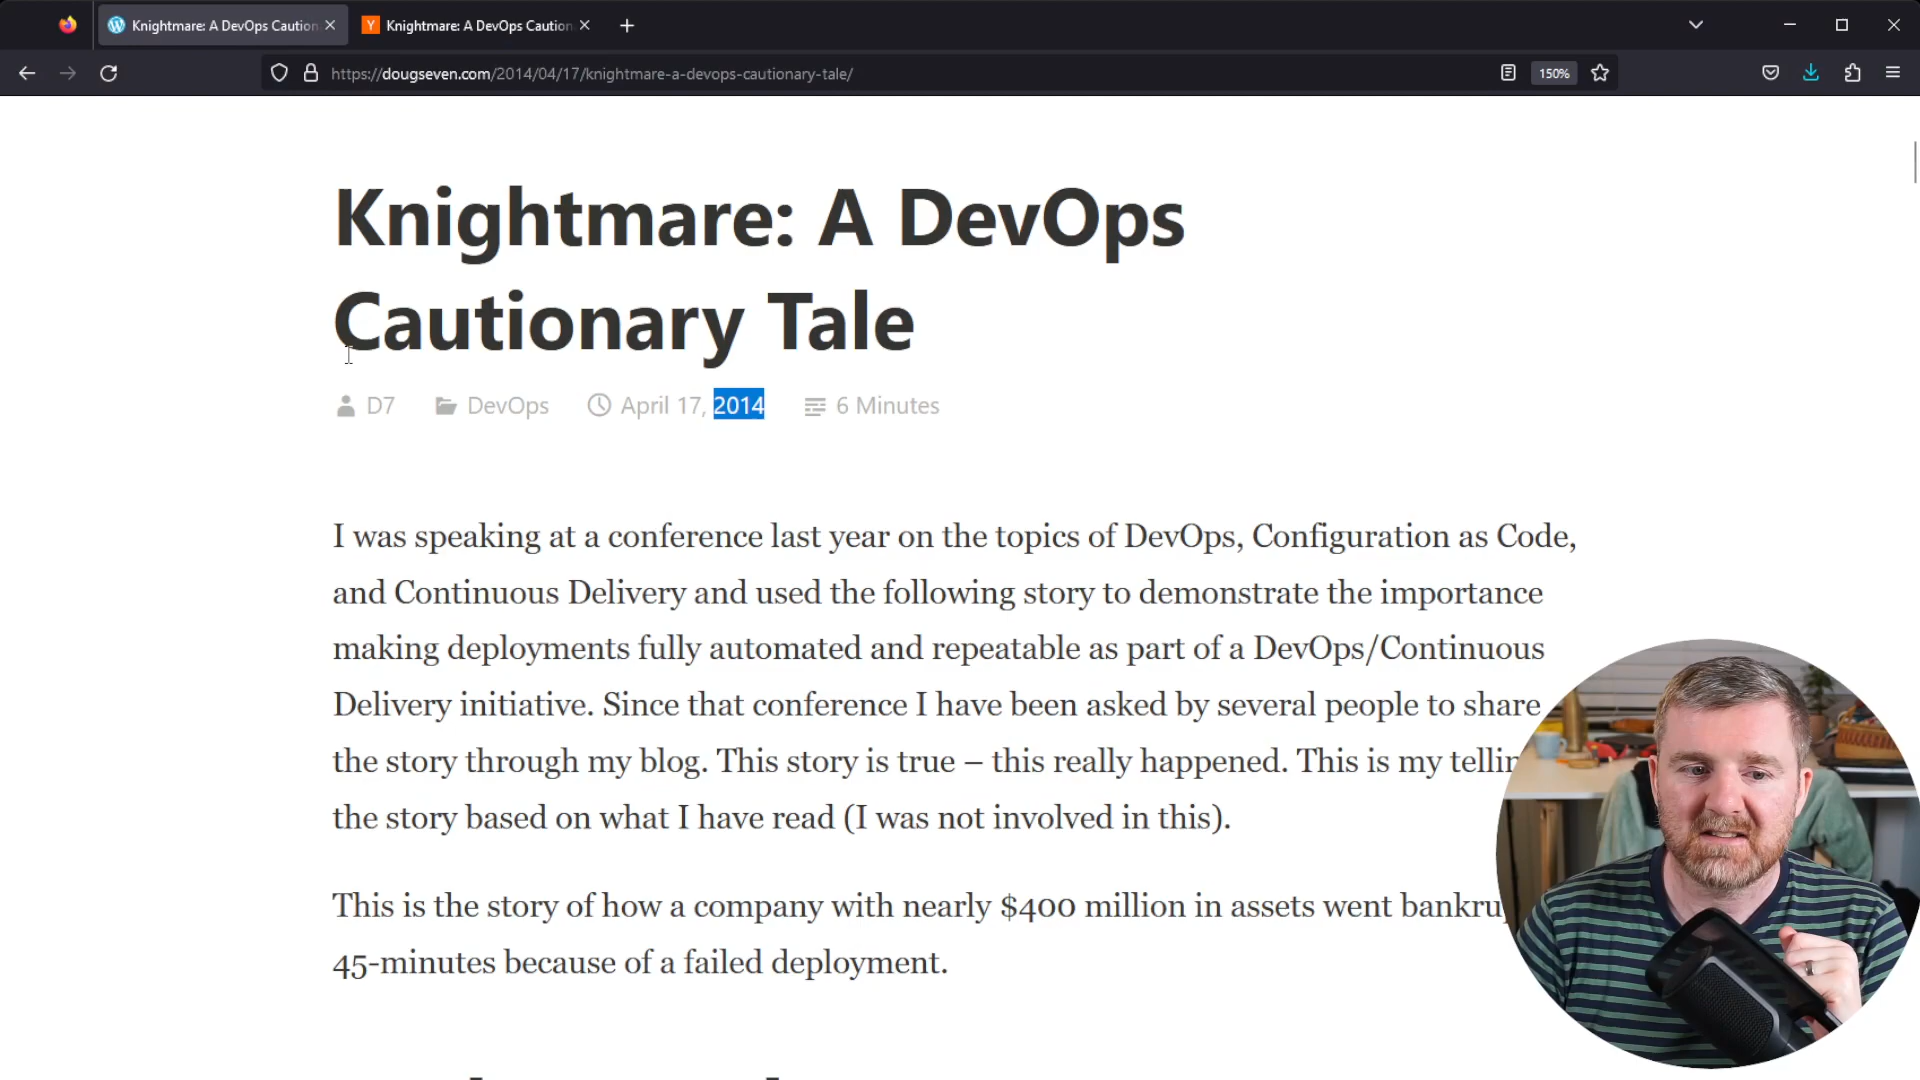 Knightmare: A DevOps Caution
Knightmare: A DevOps Caution
https://dougseven.com/2014/04/17/knightmare-a-devops-cautionary-tale/
150%
Knightmare: A DevOps
Cautionary Tale
D7 DevOps April 17, 2014 6 Minutes
I was speaking at a conference last year on the topics of DevOps, Configuration as Code,
and Continuous Delivery and used the following story to demonstrate the importance
making deployments fully automated and repeatable as part of a DevOps/Continuous
Delivery initiative. Since that conference I have been asked by several people to share
the story through my blog. This story is true – this really happened. This is my tellin
the story based on what I have read (I was not involved in this).
This is the story of how a company with nearly $400 million in assets went bankru
45-minutes because of a failed deployment.